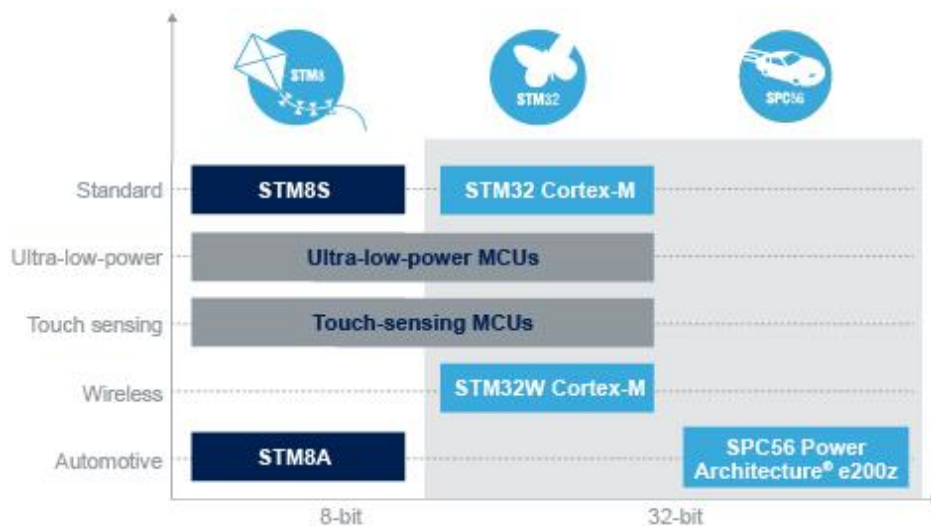 STM8
STM32
SPC56
Standard
STM8S
STM32 Cortex-M
Ultra-low-power
Ultra-low-power MCUs
Touch sensing
Touch-sensing MCUs
Wireless
STM32W Cortex-M
Automotive
STM8A
SPC56 Power
Architecture® e200z
8-bit
32-bit